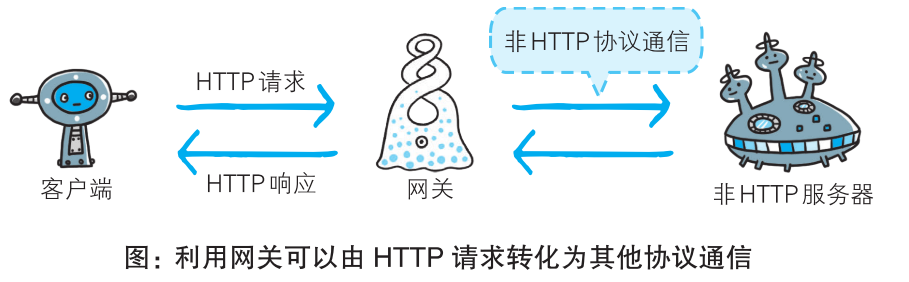 非HTTP协议通信
HTTP请求
HTTP响应
客户端
网关
非HTTP服务器
图：利用网关可以由 HTTP 请求转化为其他协议通信